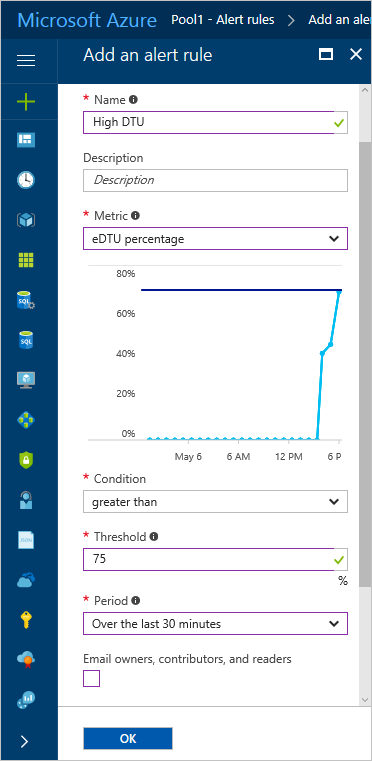 Microsoft Azure Pool1 - Alert rules > Add an ale
Add an alert rule
* Name
High DTU
Description
Description
* Metric
eDTU percentage
80%
60%
40%
20%
0%
May 6 6 AM 12 PM 6 P
* Condition
greater than
* Threshold
75
%
* Period
Over the last 30 minutes
Email owners, contributors, and readers
OK